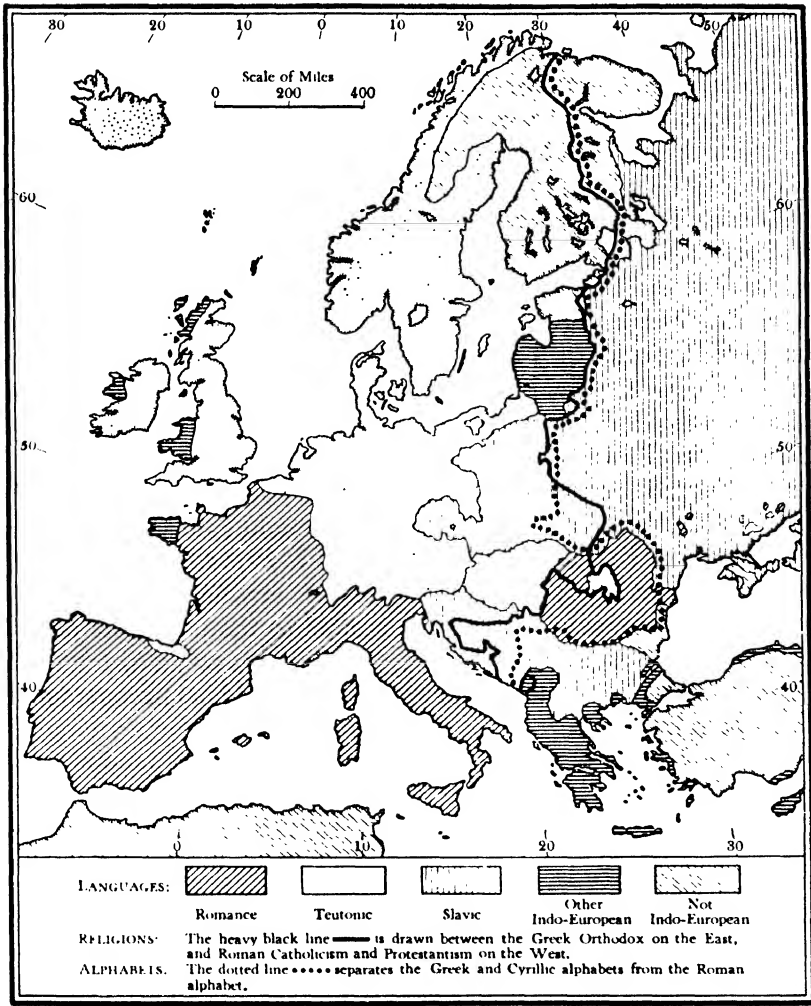 30 20 10 0 10 20 30 40 50
Scale of Miles
0 200 400
60 60
50 50
40 40
0 10 20 30
LANGUAGES:
Romance Teutonic Slavic Other Indo-European Not Indo-European
RELIGIONS: The heavy black line is drawn between the Greek Orthodox on the East,
and Roman Catholicism and Protestantism on the West.
ALPHABETS. The dotted line separates the Greek and Cyrillic alphabets from the Roman
alphabet.